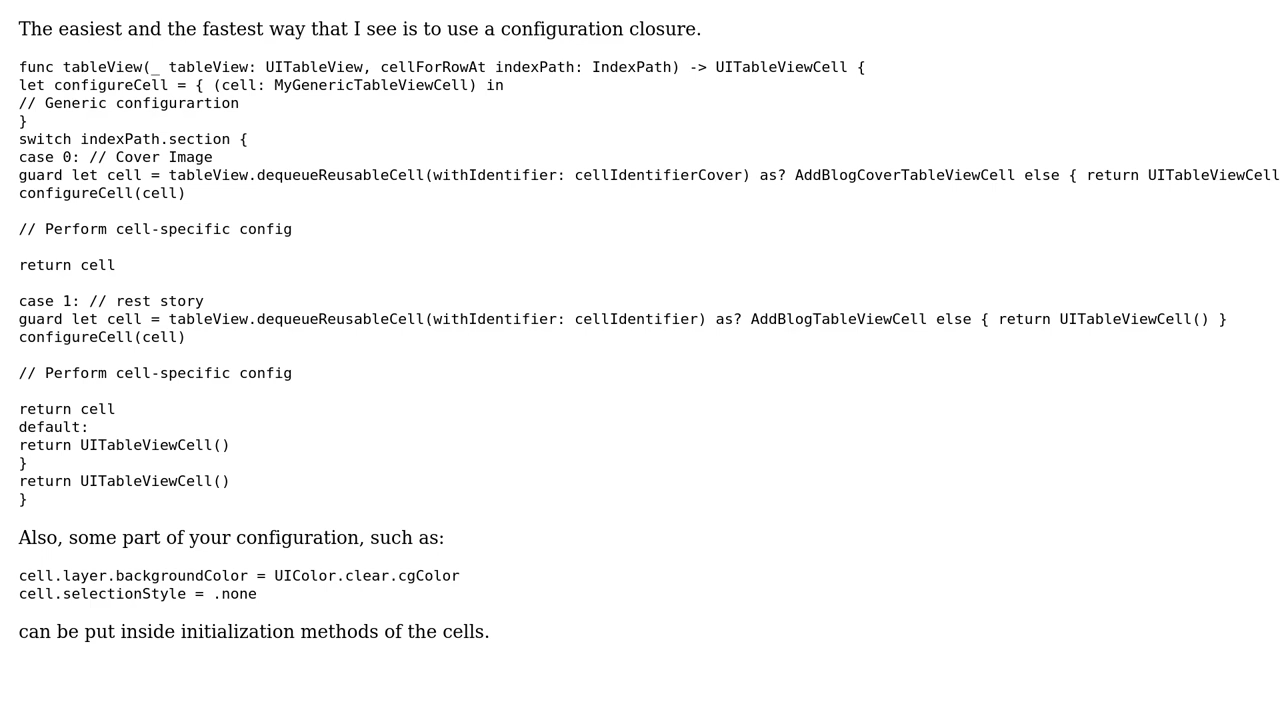 The easiest and the fastest way that I see is to use a configuration closure.
func tableView(_ tableView: UITableView, cellForRowAt indexPath: IndexPath) -> UITableViewCell {
let configureCell = { (cell: MyGenericTableViewCell) in
// Generic configurartion
}
switch indexPath.section {
case 0: // Cover Image
guard let cell = tableView.dequeueReusableCell(withIdentifier: cellIdentifierCover) as? AddBlogCoverTableViewCell else { return UITableViewCell
configureCell(cell)
// Perform cell-specific config
return cell
case 1: // rest story
guard let cell = tableView.dequeueReusableCell(withIdentifier: cellIdentifier) as? AddBlogTableViewCell else { return UITableViewCell() }
configureCell(cell)
// Perform cell-specific config
return cell
default:
return UITableViewCell()
}
return UITableViewCell()
}
Also, some part of your configuration, such as:
cell.layer.backgroundColor = UIColor.clear.cgColor
cell.selectionStyle = .none
can be put inside initialization methods of the cells.